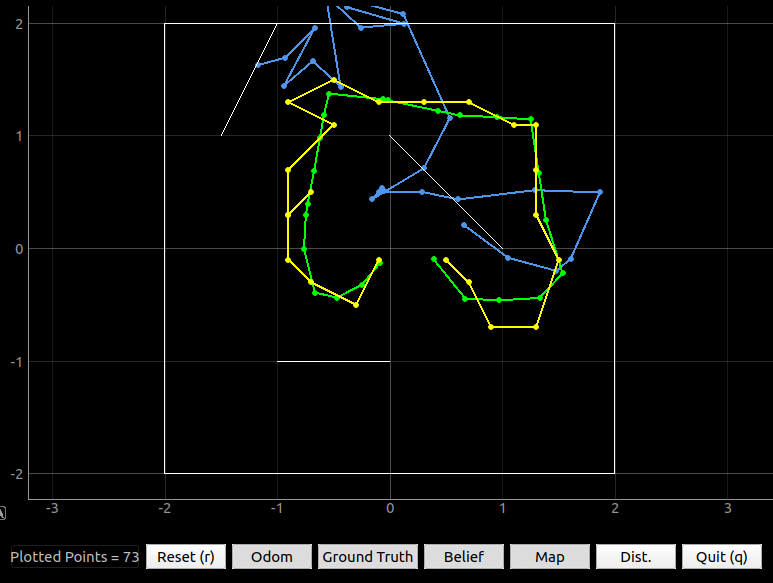 2
1
0
-1
-2
-3
-2
-1
0
1
2
3
Plotted Points = 73
Reset (r)
Odom
Ground Truth
Belief
Map
Dist.
Quit (q)